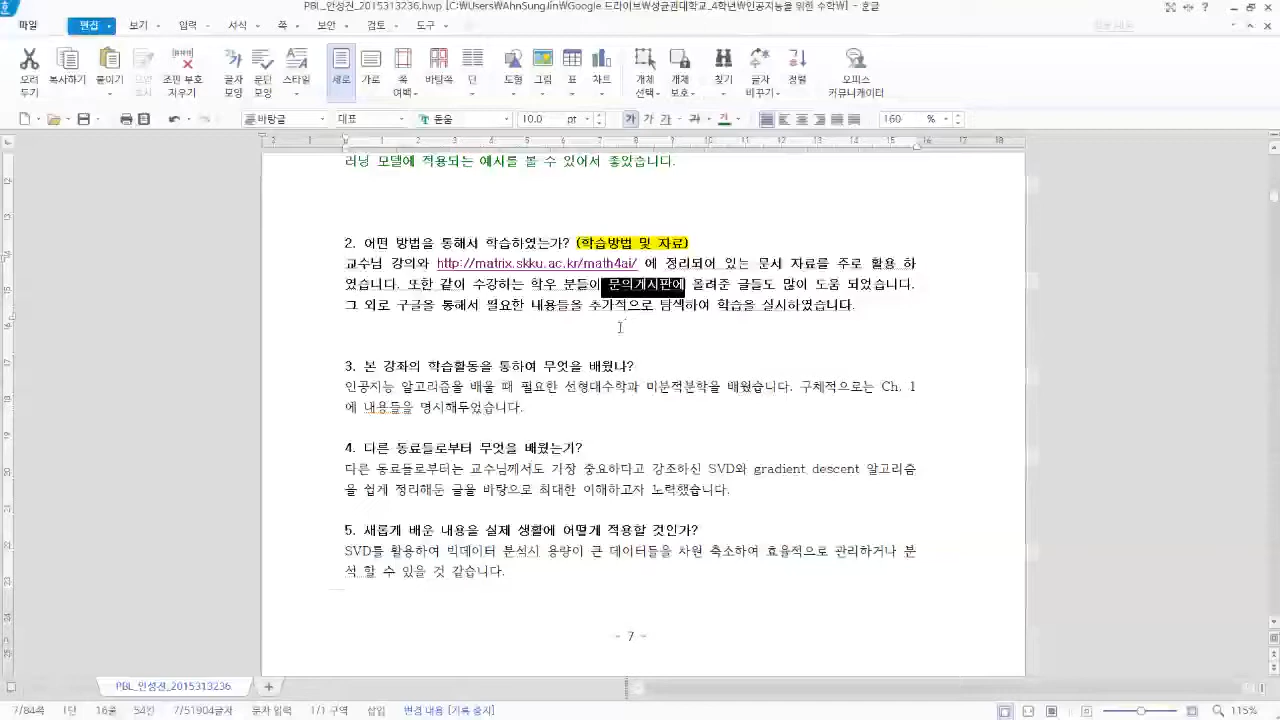 PBL_안성진_2015313236.hwp [C:₩Users₩AhnSungJin₩Google 드라이브₩성균관대학교_4학년₩인공지능을 위한 수학₩] - 한글
파일 편집 보기 입력 서식 쪽 보안 검토 도구
오려 두기 복사하기 붙이기 모양 복사 조판 부호 지우기 글자 모양 문단 모양 스타일 세로 가로 쪽 여백 바탕쪽 단 도형 그림 표 차트 개체 선택 개체 보호 찾기 글자 바꾸기 정렬 오피스 커뮤니케이터
바탕글 대표 돋움 10.0 pt 가 가 가 가 가 160 %
러닝 모델에 적용되는 예시를 볼 수 있어서 좋았습니다.
2. 어떤 방법을 통해서 학습하였는가? (학습방법 및 자료)
교수님 강의와 http://matrix.skku.ac.kr/math4ai/ 에 정리되어 있는 문서 자료를 주로 활용 하
였습니다. 또한 같이 수강하는 학우 분들이 문의게시판에 올려준 글들도 많이 도움 되었습니다.
그 외로 구글을 통해서 필요한 내용들을 추가적으로 탐색하여 학습을 실시하였습니다.
3. 본 강좌의 학습활동을 통하여 무엇을 배웠나?
인공지능 알고리즘을 배울 때 필요한 선형대수학과 미분적분학을 배웠습니다. 구체적으로는 Ch. 1
에 내용들을 명시해두었습니다.
4. 다른 동료들로부터 무엇을 배웠는가?
다른 동료들로부터는 교수님께서도 가장 중요하다고 강조하신 SVD와 gradient descent 알고리즘
을 쉽게 정리해둔 글을 바탕으로 최대한 이해하고자 노력했습니다.
5. 새롭게 배운 내용을 실제 생활에 어떻게 적용할 것인가?
SVD를 활용하여 빅데이터 분석시 용량이 큰 데이터들을 차원 축소하여 효율적으로 관리하거나 분
석 할 수 있을 것 같습니다.
- 7 -
PBL_안성진_2015313236
7/84쪽 1단 16줄 54칸 7/51904글자 문자 입력 1/1 구역 삽입 변경 내용 [기록 중지] 115%